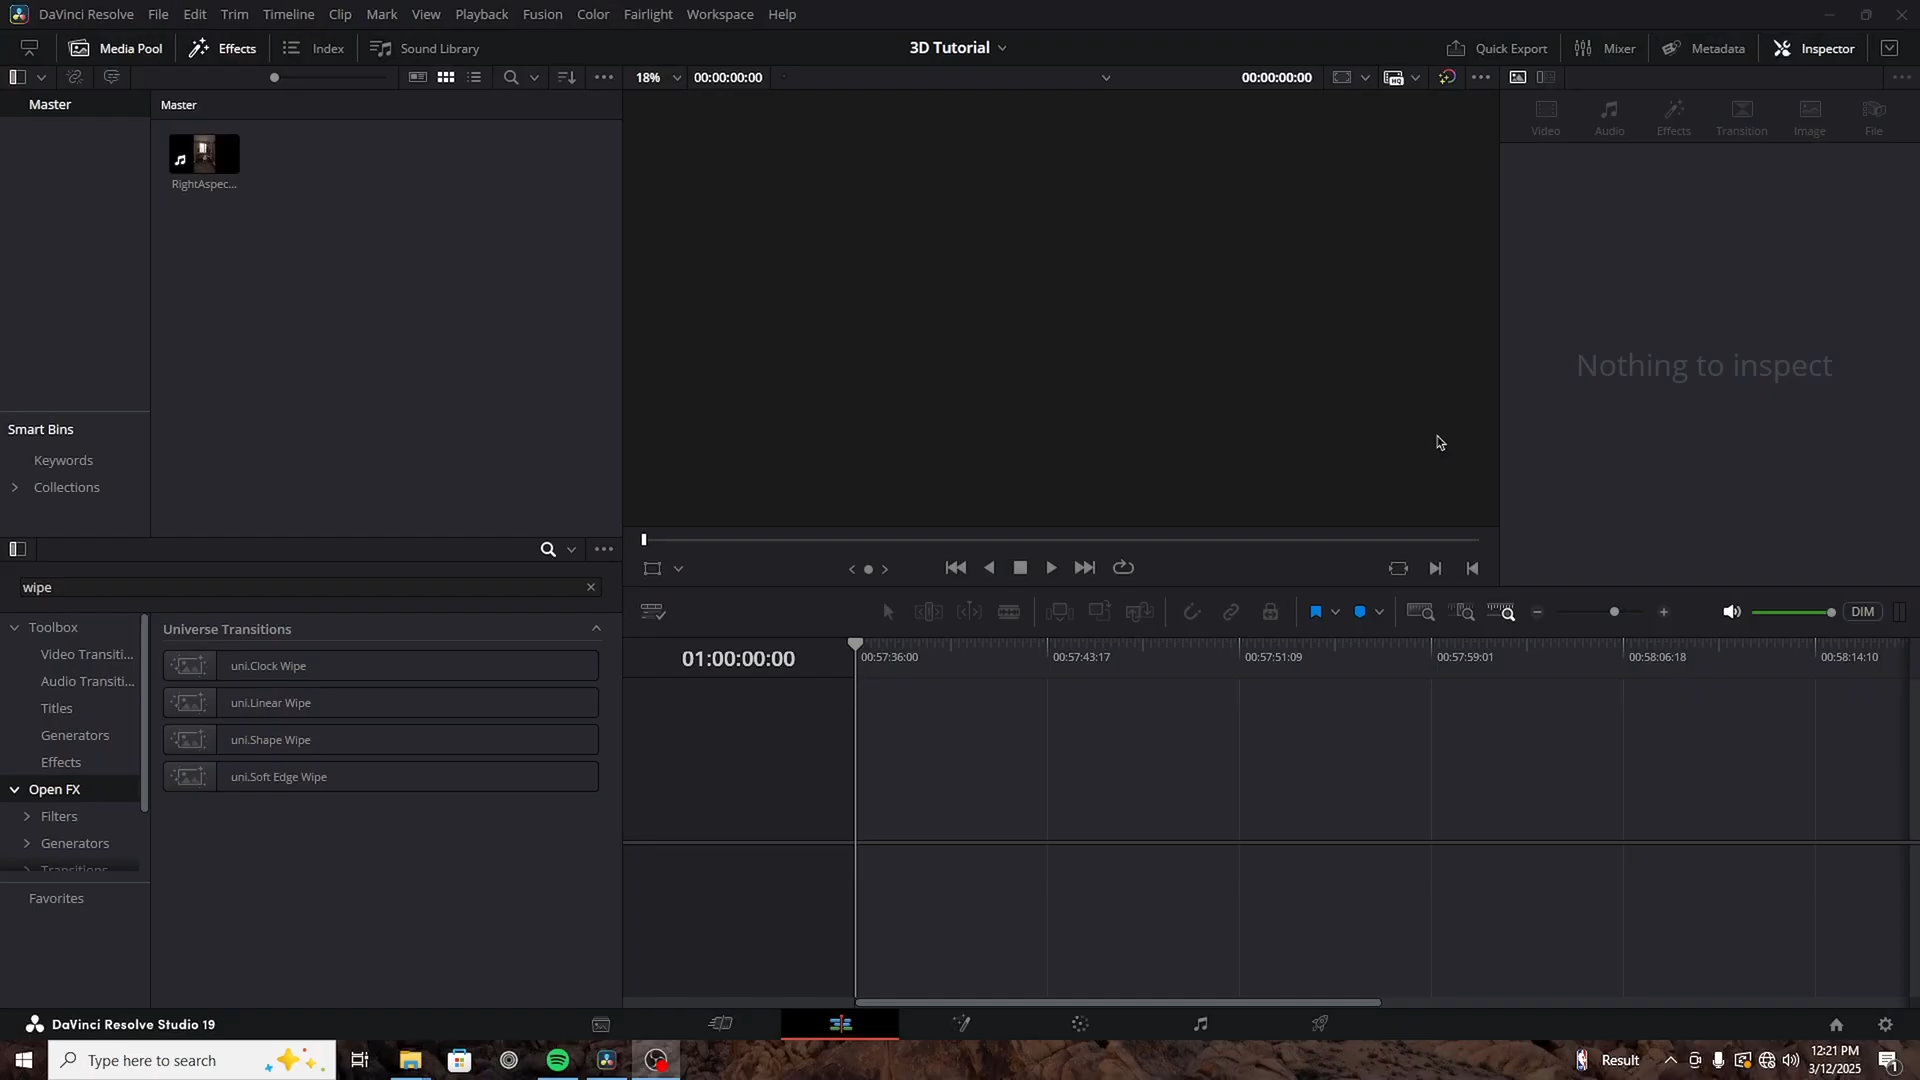 DaVinci Resolve File Edit Trim Timeline Clip Mark View Playback Fusion Color Fairlight Workspace Help
Media Pool Effects Index Sound Library 3D Tutorial Quick Export Mixer Metadata Inspector
18% 00:00:00:00 00:00:00:00
Master Master
Video Audio Effects Transition Image File
RightAspec...
Nothing to inspect
Smart Bins
Keywords
Collections
wipe
Toolbox
Video Transiti...
Audio Transiti...
Titles
Generators
Effects
Open FX
Filters
Generators
Transitions
Favorites
Universe Transitions
uni.Clock Wipe
uni.Linear Wipe
uni.Shape Wipe
uni.Soft Edge Wipe
DIM
01:00:00:00 00:57:36:00 00:57:43:17 00:57:51:09 00:57:59:01 00:58:06:18 00:58:14:10
DaVinci Resolve Studio 19
Type here to search
Result
12:21 PM
3/12/2025
1